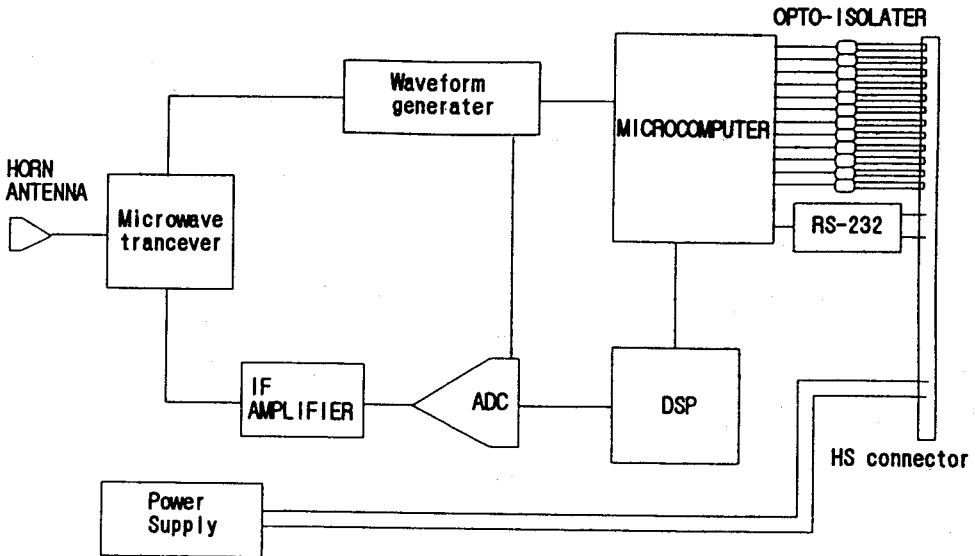 OPTO-ISOLATER
Waveform
generater
MICROCOMPUTER
HORN
ANTENNA
Microwave
trancever
RS-232
IF
AMPLIFIER
ADC
DSP
HS connector
Power
Supply